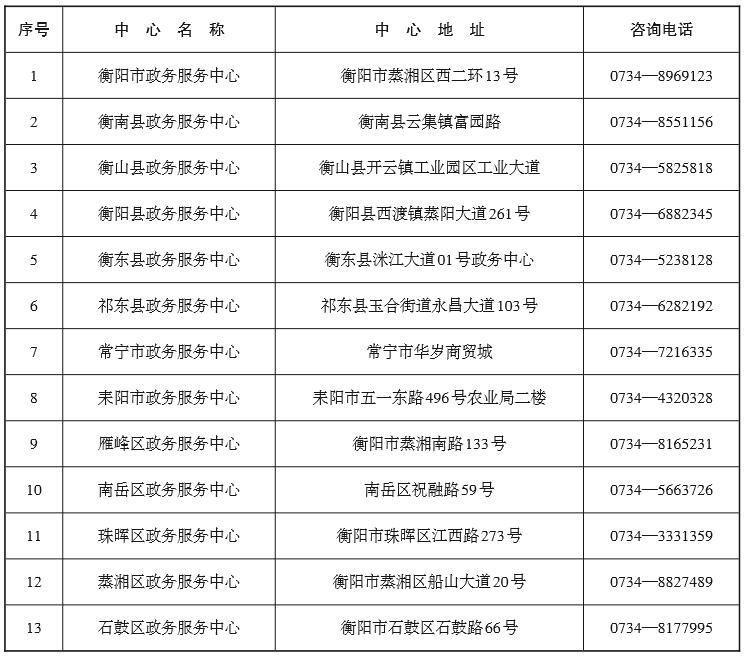 序号 中心名称 中心地址 咨询电话
1 衡阳市政务服务中心 衡阳市蒸湘区西二环13号 0734—8969123
2 衡南县政务服务中心 衡南县云集镇富园路 0734—8551156
3 衡山县政务服务中心 衡山县开云镇工业园区工业大道 0734—5825818
4 衡阳县政务服务中心 衡阳县西渡镇蒸阳大道261号 0734—6882345
5 衡东县政务服务中心 衡东县洣江大道01号政务中心 0734—5238128
6 祁东县政务服务中心 祁东县玉合街道永昌大道103号 0734—6282192
7 常宁市政务服务中心 常宁市华岁商贸城 0734—7216335
8 耒阳市政务服务中心 耒阳市五一东路496号农业局二楼 0734—4320328
9 雁峰区政务服务中心 衡阳市蒸湘南路133号 0734—8165231
10 南岳区政务服务中心 南岳区祝融路59号 0734—5663726
11 珠晖区政务服务中心 衡阳市珠晖区江西路273号 0734—3331359
12 蒸湘区政务服务中心 衡阳市蒸湘区船山大道20号 0734—8827489
13 石鼓区政务服务中心 衡阳市石鼓区石鼓路66号 0734—8177995